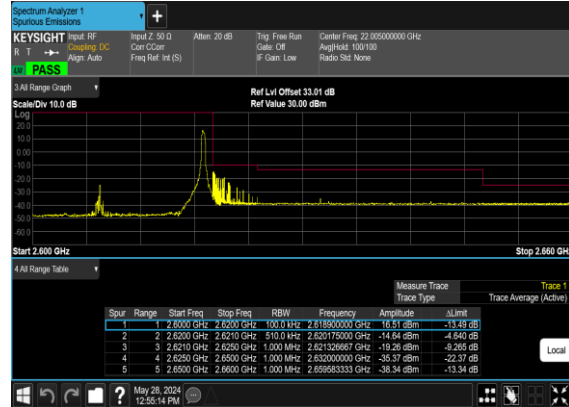 Spectrum Analyzer 1
Spurious Emissions
+
KEYSIGHT Input: RF Input Z: 50 Ω Atten: 20 dB Trig: Free Run Center Freq: 22.005000000 GHz
R T Coupling: DC Corr CCorr Gate: Off Avg|Hold: 100/100
Align: Auto Freq Ref: Int (S) IF Gain: Low Radio Std: None
PASS
3 All Range Graph
Ref Lvl Offset 33.01 dB
Scale/Div 10.0 dB Ref Value 30.00 dBm
Log
20.0
10.0
0.00
-10.0
-20.0
-30.0
-40.0
-50.0
-60.0
Start 2.600 GHz Stop 2.660 GHz
4 All Range Table
Measure Trace Trace 1
Trace Type Trace Average (Active)
Spur Range Start Freq Stop Freq RBW Frequency Amplitude ΔLimit
1 1 2.6000 GHz 2.6200 GHz 100.0 kHz 2.618900000 GHz 16.51 dBm -13.49 dB
2 2 2.6200 GHz 2.6210 GHz 510.0 kHz 2.620175000 GHz -14.64 dBm -4.640 dB
3 3 2.6210 GHz 2.6250 GHz 1.000 MHz 2.621326667 GHz -19.26 dBm -9.265 dB
4 4 2.6250 GHz 2.6500 GHz 1.000 MHz 2.632000000 GHz -35.37 dBm -22.37 dB
5 5 2.6500 GHz 2.6600 GHz 1.000 MHz 2.659583333 GHz -38.34 dBm -13.34 dB
Local
? May 28, 2024
12:55:14 PM